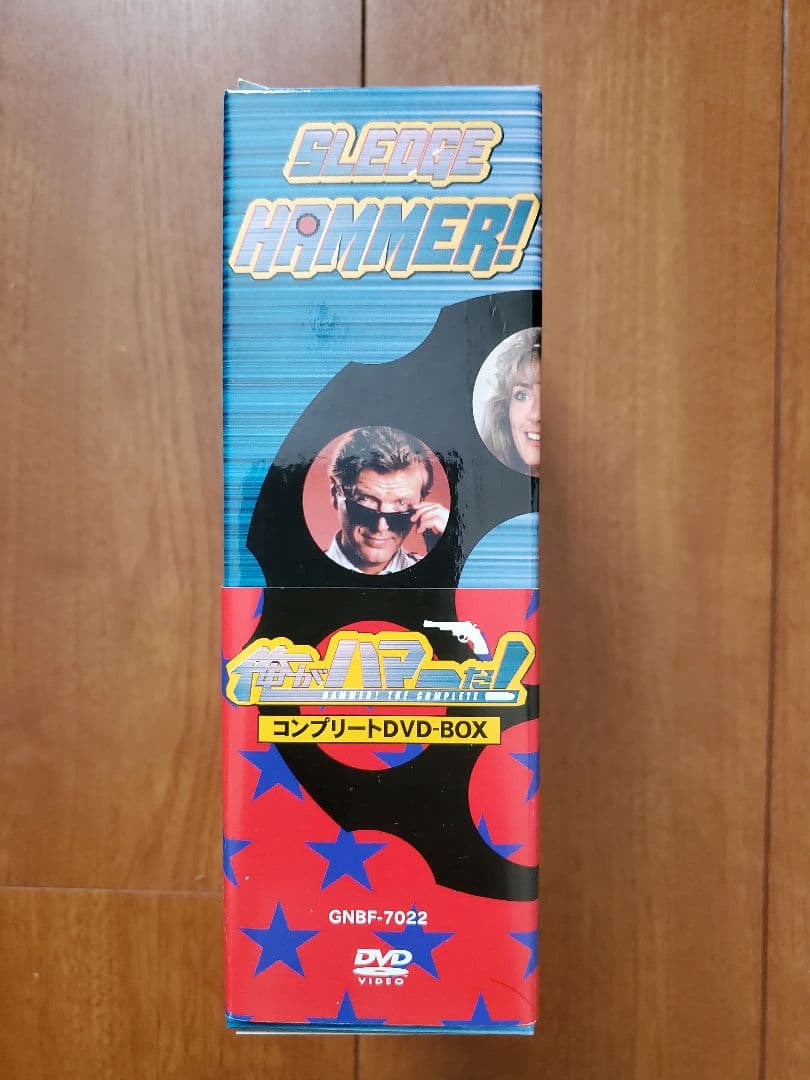 SLEDGE
HAMMER!
俺がハマーだ!
HAMMER! THE COMPLETE
コンプリートDVD-BOX
GNBF-7022
DVD
VIDEO